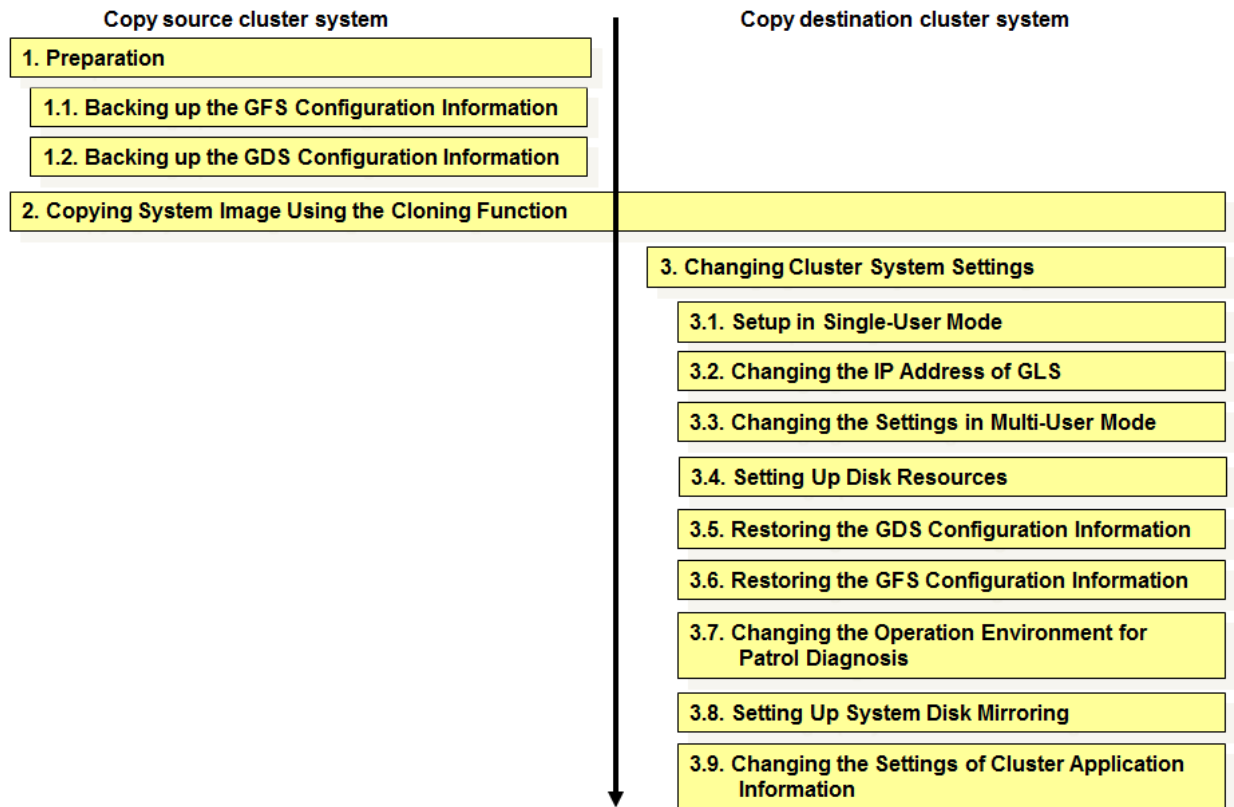 Copy source cluster system
Copy destination cluster system
1. Preparation
1.1. Backing up the GFS Configuration Information
1.2. Backing up the GDS Configuration Information
2. Copying System Image Using the Cloning Function
3. Changing Cluster System Settings
3.1. Setup in Single-User Mode
3.2. Changing the IP Address of GLS
3.3. Changing the Settings in Multi-User Mode
3.4. Setting Up Disk Resources
3.5. Restoring the GDS Configuration Information
3.6. Restoring the GFS Configuration Information
3.7. Changing the Operation Environment for
Patrol Diagnosis
3.8. Setting Up System Disk Mirroring
3.9. Changing the Settings of Cluster Application
Information